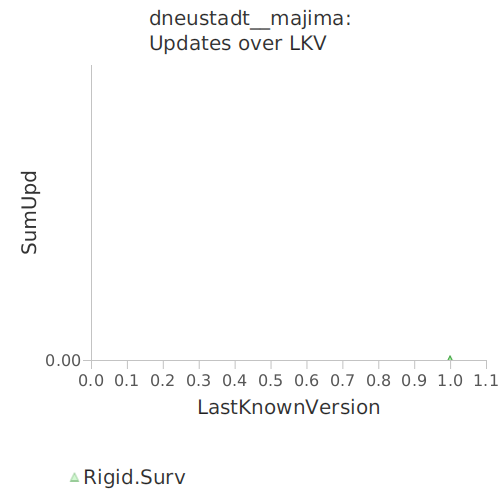 dneustadt__majima:
Updates over LKV
SumUpd
0.00
0.0 0.1 0.2 0.3 0.4 0.5 0.6 0.7 0.8 0.9 1.0 1.1
LastKnownVersion
Rigid.Surv